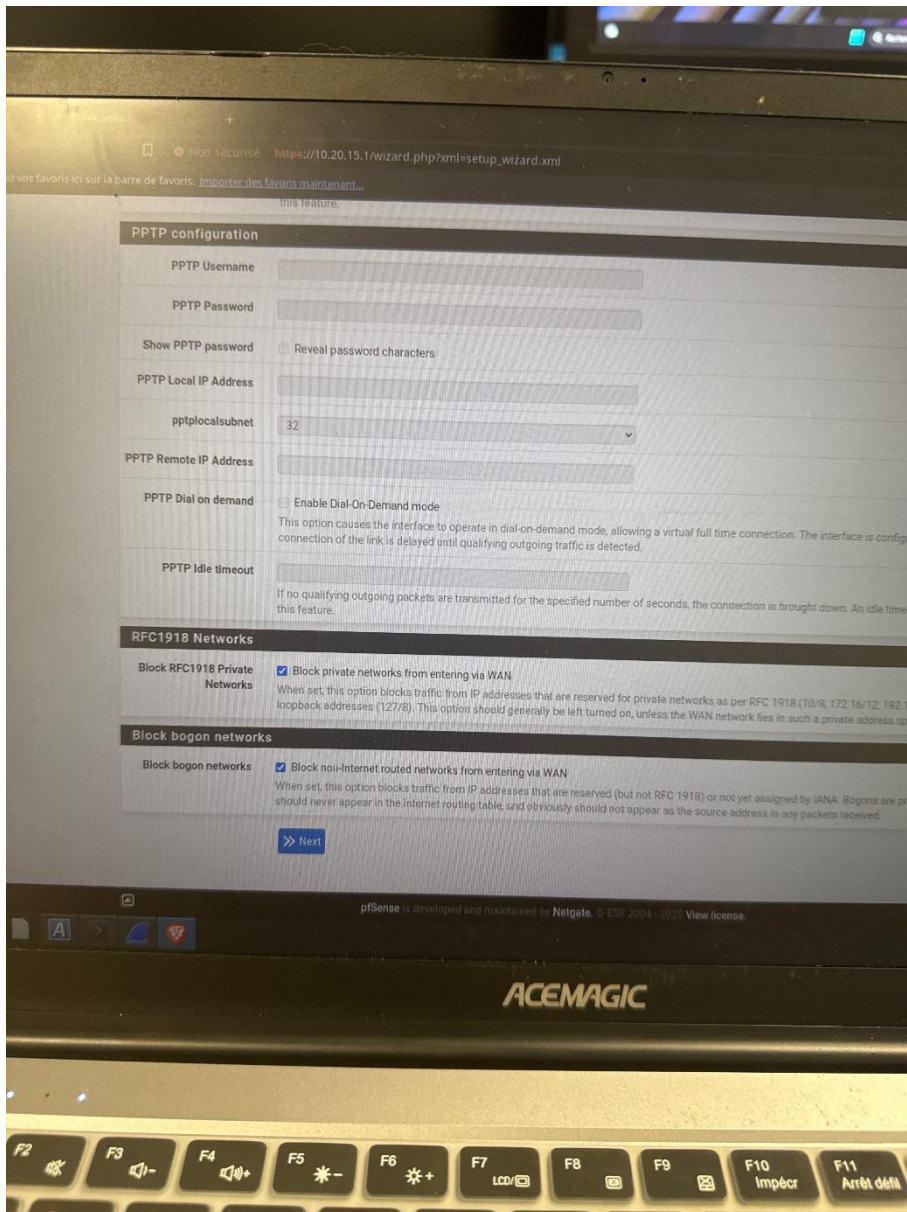 Non sécurisé https://10.20.15.1/wizard.php?xml=setup_wizard.xml
ez vos favoris ici sur la barre de favoris. Importer des favoris maintenant...
this feature.
PPTP configuration
PPTP Username
PPTP Password
Show PPTP password
Reveal password characters
PPTP Local IP Address
pptplocalsubnet
32
PPTP Remote IP Address
PPTP Dial on demand
Enable Dial-On-Demand mode
This option causes the interface to operate in dial-on-demand mode, allowing a virtual full time connection. The interface is config
connection of the link is delayed until qualifying outgoing traffic is detected.
PPTP Idle timeout
If no qualifying outgoing packets are transmitted for the specified number of seconds, the connection is brought down. An idle time
this feature.
RFC1918 Networks
Block RFC1918 Private
Networks
Block private networks from entering via WAN
When set, this option blocks traffic from IP addresses that are reserved for private networks as per RFC 1918 (10/8, 172.16/12, 192.1
loopback addresses (127/8). This option should generally be left turned on, unless the WAN network lies in such a private address sp
Block bogon networks
Block bogon networks
Block non-Internet routed networks from entering via WAN
When set, this option blocks traffic from IP addresses that are reserved (but not RFC 1918) or not yet assigned by IANA. Bogons are pr
should never appear in the Internet routing table, and obviously should not appear as the source address in any packets received.
Next
pfSense is developed and maintained by Netgate. © ESF 2004 - 2025 View license.
A
ACEMAGIC
F2
F3
F4
F5
F6
F7
LCD/
F8
F9
F10
Impécr
F11
Arrêt défil